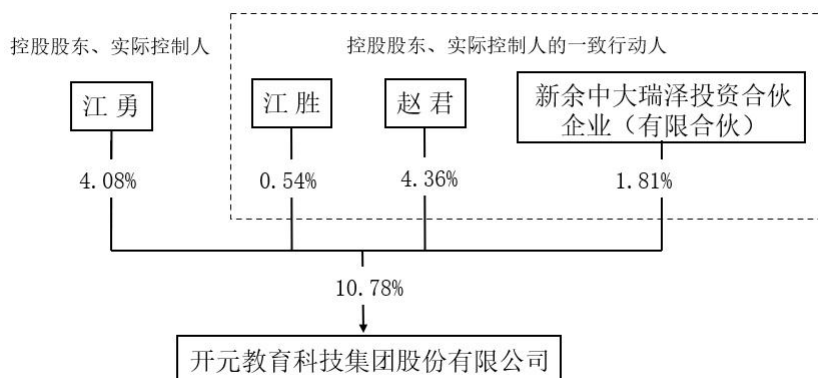 控股股东、实际控制人
控股股东、实际控制人的一致行动人
江勇
江胜
赵君
新余中大瑞泽投资合伙
企业（有限合伙）
4.08%
0.54%
4.36%
1.81%
10.78%
开元教育科技集团股份有限公司